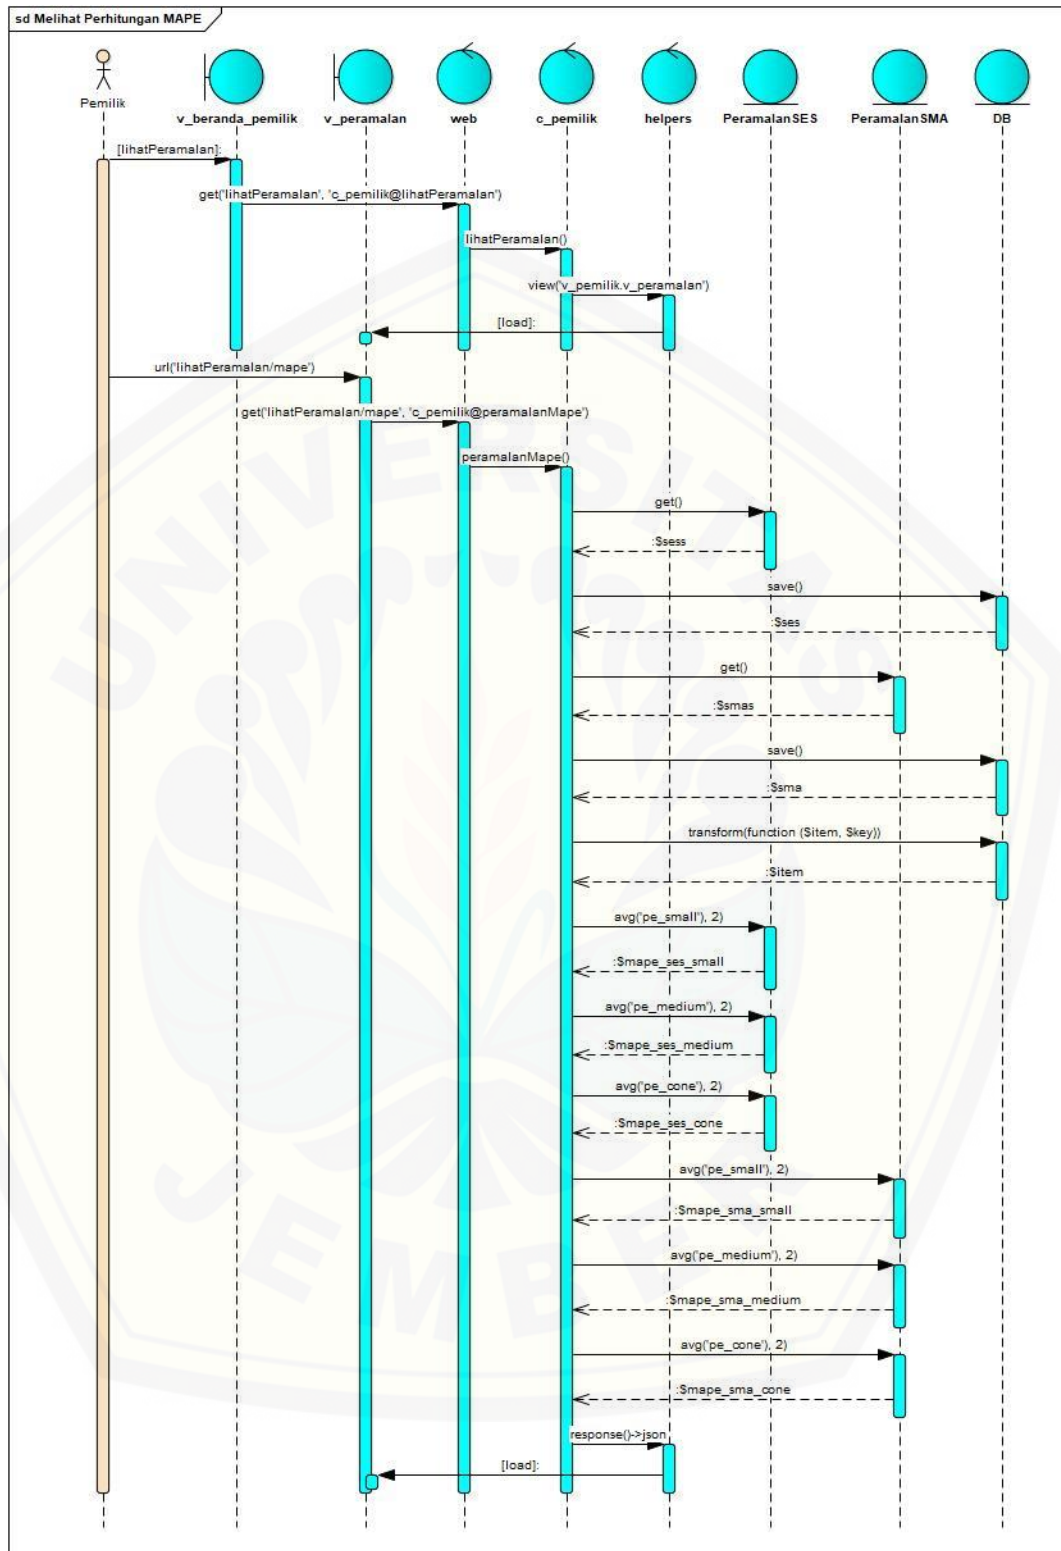 sd Melihat Perhitungan MAPE
Pemilik
v_beranda_pemilik
v_peramalan
web
c_pemilik
helpers
PeramalanSES
PeramalanSMA
DB
[lihatPeramalan]:
get('lihatPeramalan', 'c_pemilik@lihatPeramalan')
lihatPeramalan()
view('v_pemilik.v_peramalan')
[load]:
url('lihatPeramalan/mape')
get('lihatPeramalan/mape', 'c_pemilik@peramalanMape')
peramalanMape()
get()
:$sess
save()
:$ses
get()
:$smas
save()
:$sma
transform(function ($item, $key))
:$item
avg('pe_small'), 2)
:$mape_ses_small
avg('pe_medium'), 2)
:$mape_ses_medium
avg('pe_cone'), 2)
:$mape_ses_cone
avg('pe_small'), 2)
:$mape_sma_small
avg('pe_medium'), 2)
:$mape_sma_medium
avg('pe_cone'), 2)
:$mape_sma_cone
response()->json
[load]:
UNIVERSITAS
JEMBER